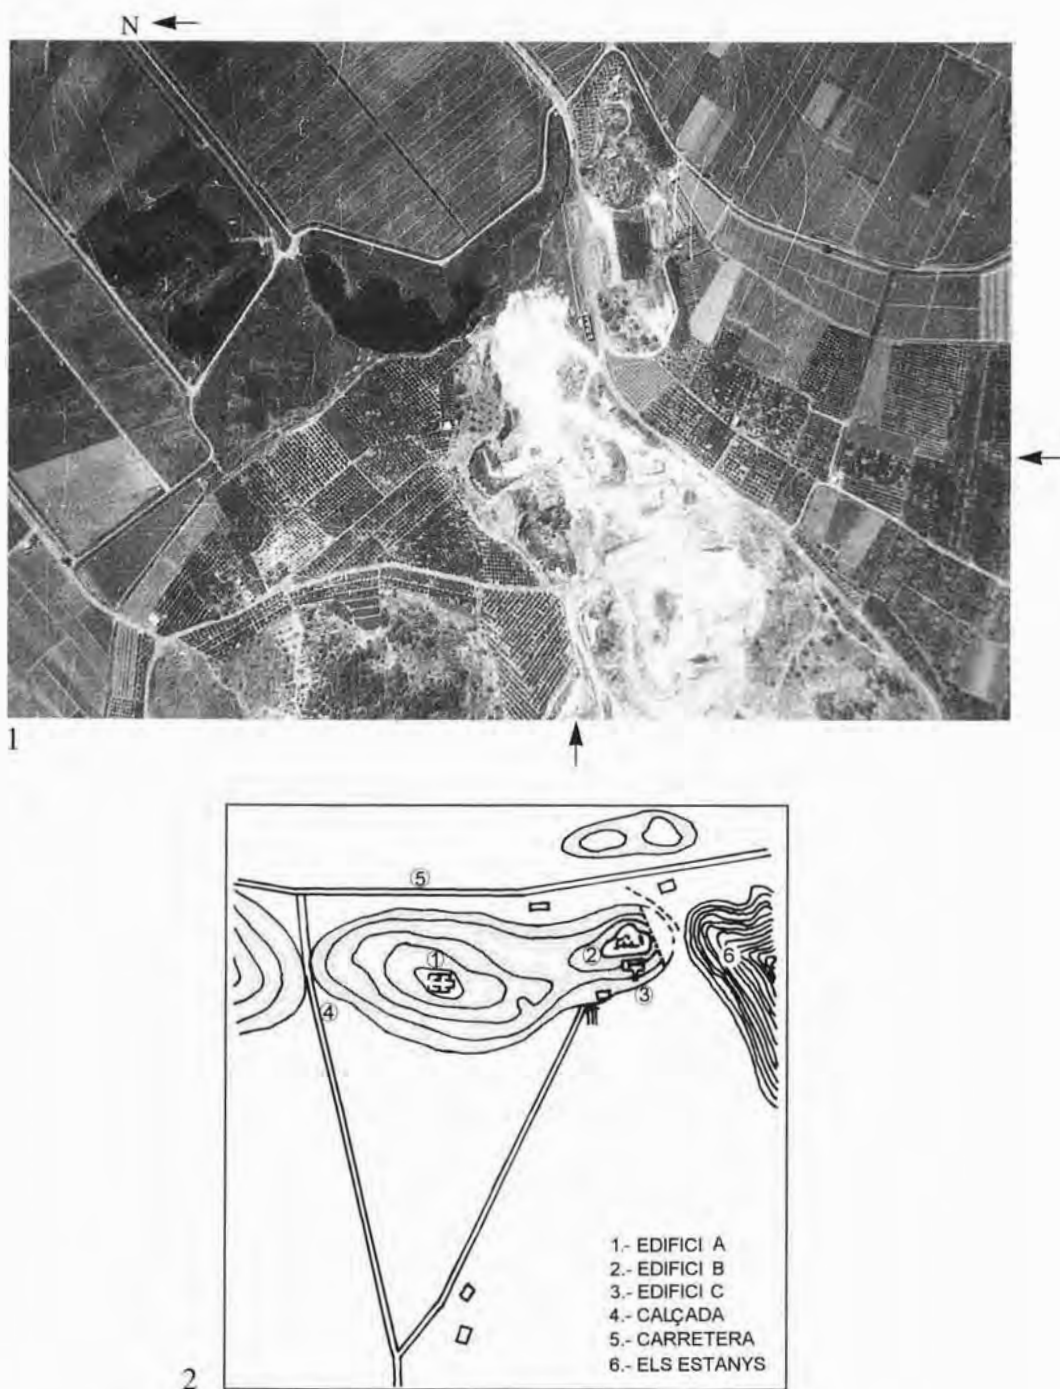 N
1
5
1
2
3
4
6
1.- EDIFICI A
2.- EDIFICI B
3.- EDIFICI C
4.- CALÇADA
5.- CARRETERA
6.- ELS ESTANYS
2